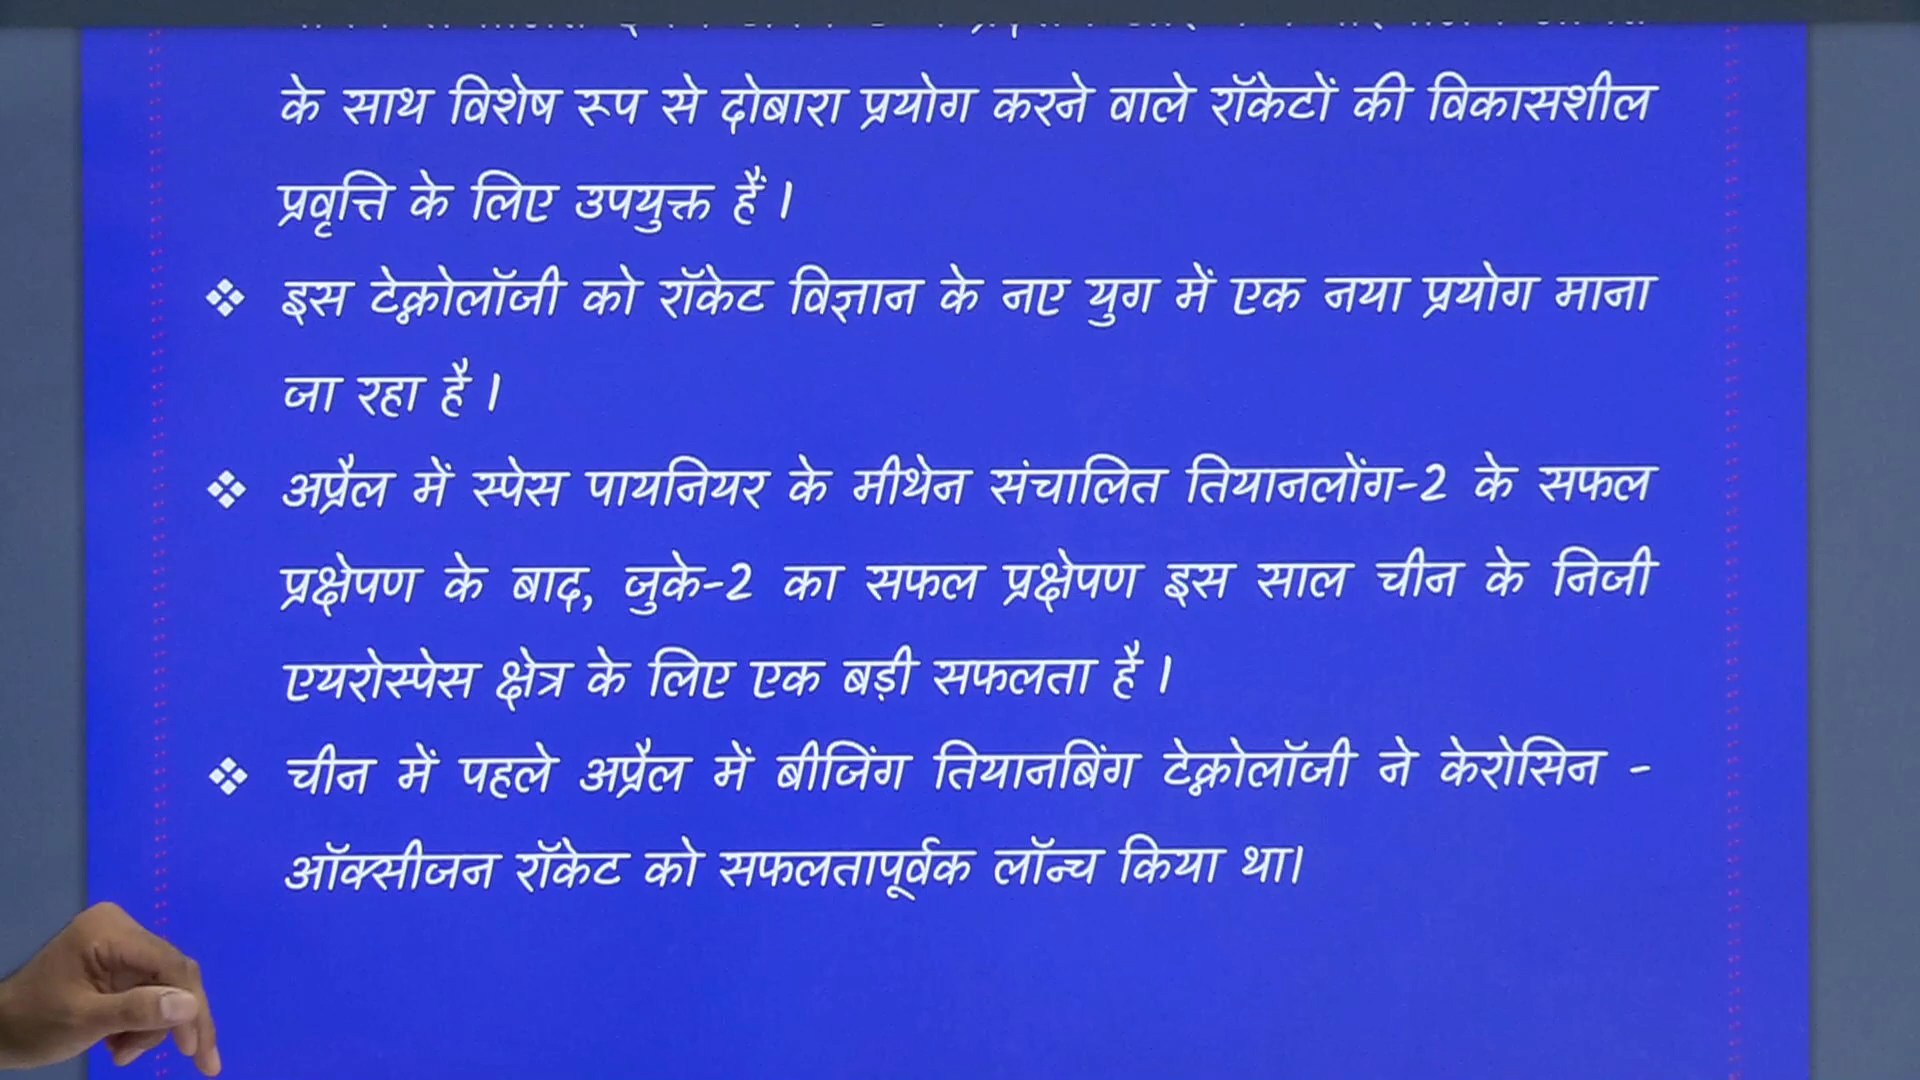 के साथ विशेष रूप से दोबारा प्रयोग करने वाले रॉकेटों की विकासशील
प्रवृत्ति के लिए उपयुक्त हैं।
❖ इस टेक्नोलॉजी को रॉकेट विज्ञान के नए युग में एक नया प्रयोग माना
जा रहा है।
❖ अप्रैल में स्पेस पायनियर के मीथेन संचालित तियानलोंग-2 के सफल
प्रक्षेपण के बाद, जुके-2 का सफल प्रक्षेपण इस साल चीन के निजी
एयरोस्पेस क्षेत्र के लिए एक बड़ी सफलता है।
❖ चीन में पहले अप्रैल में बीजिंग तियानबिंग टेक्नोलॉजी ने केरोसिन -
ऑक्सीजन रॉकेट को सफलतापूर्वक लॉन्च किया था।